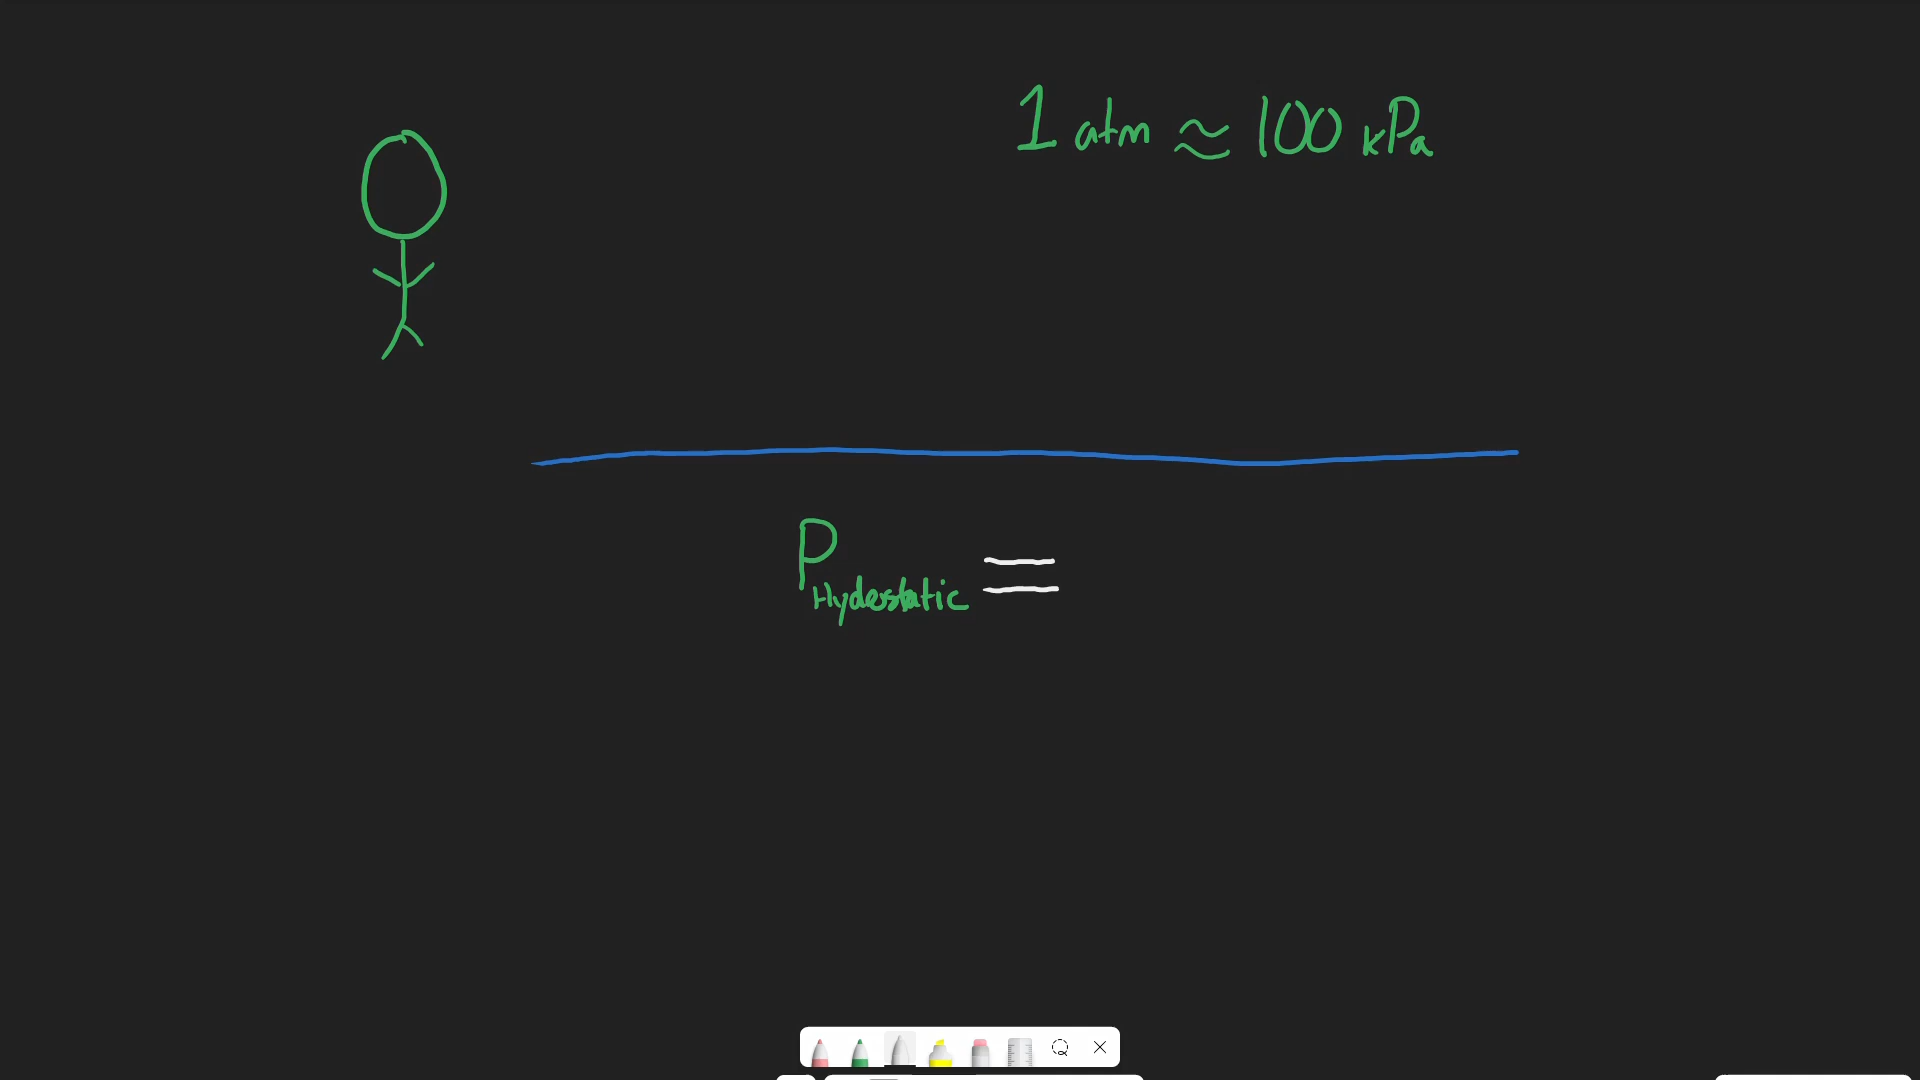 1 atm ≈ 100 kPa
P Hydrostatic =